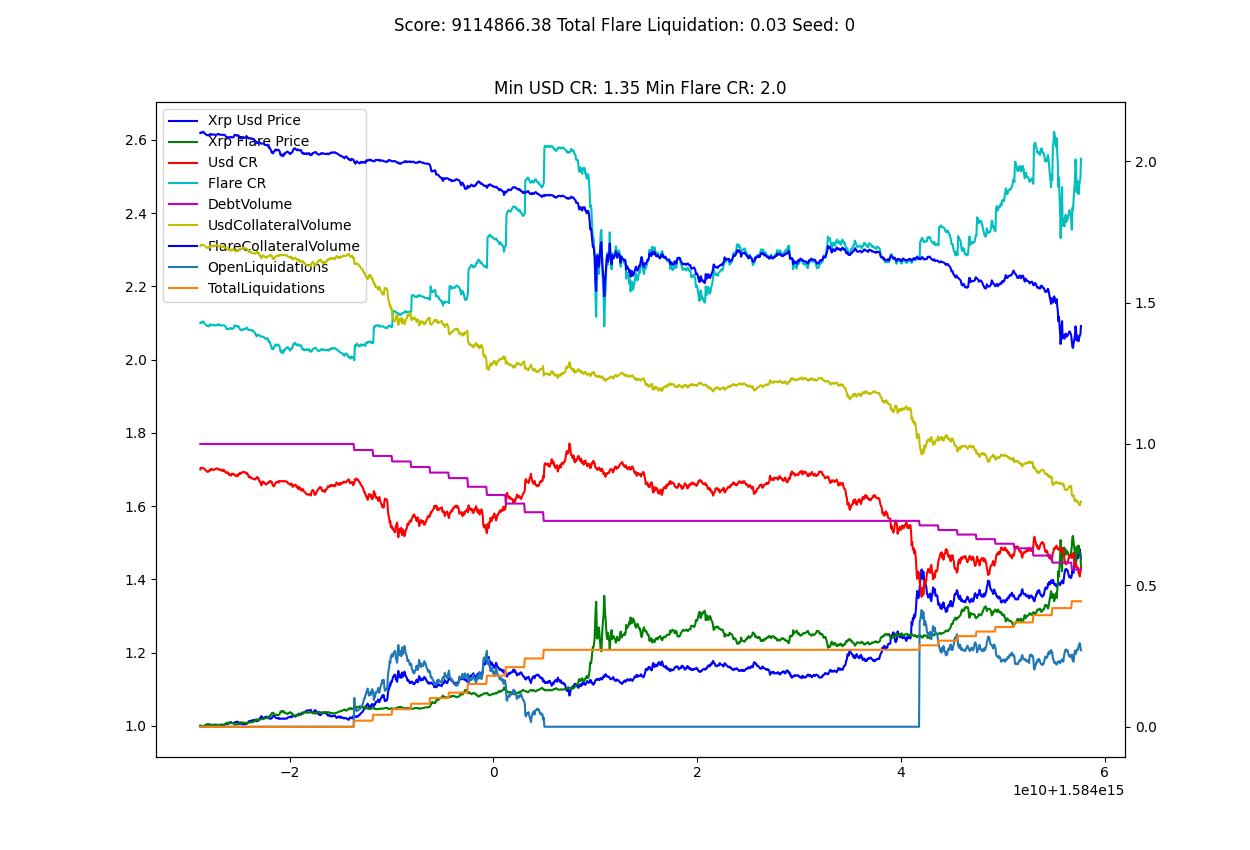 Score: 9114866.38 Total Flare Liquidation: 0.03 Seed: 0
Min USD CR: 1.35 Min Flare CR: 2.0
Xrp Usd Price
Xrp Flare Price
Usd CR
Flare CR
DebtVolume
UsdCollateralVolume
FlareCollateralVolume
OpenLiquidations
TotalLiquidations
2.6
2.4
2.2
2.0
1.8
1.6
1.4
1.2
1.0
2.0
1.5
1.0
0.5
0.0
−2 0 2 4 6
1e10+1.584e15